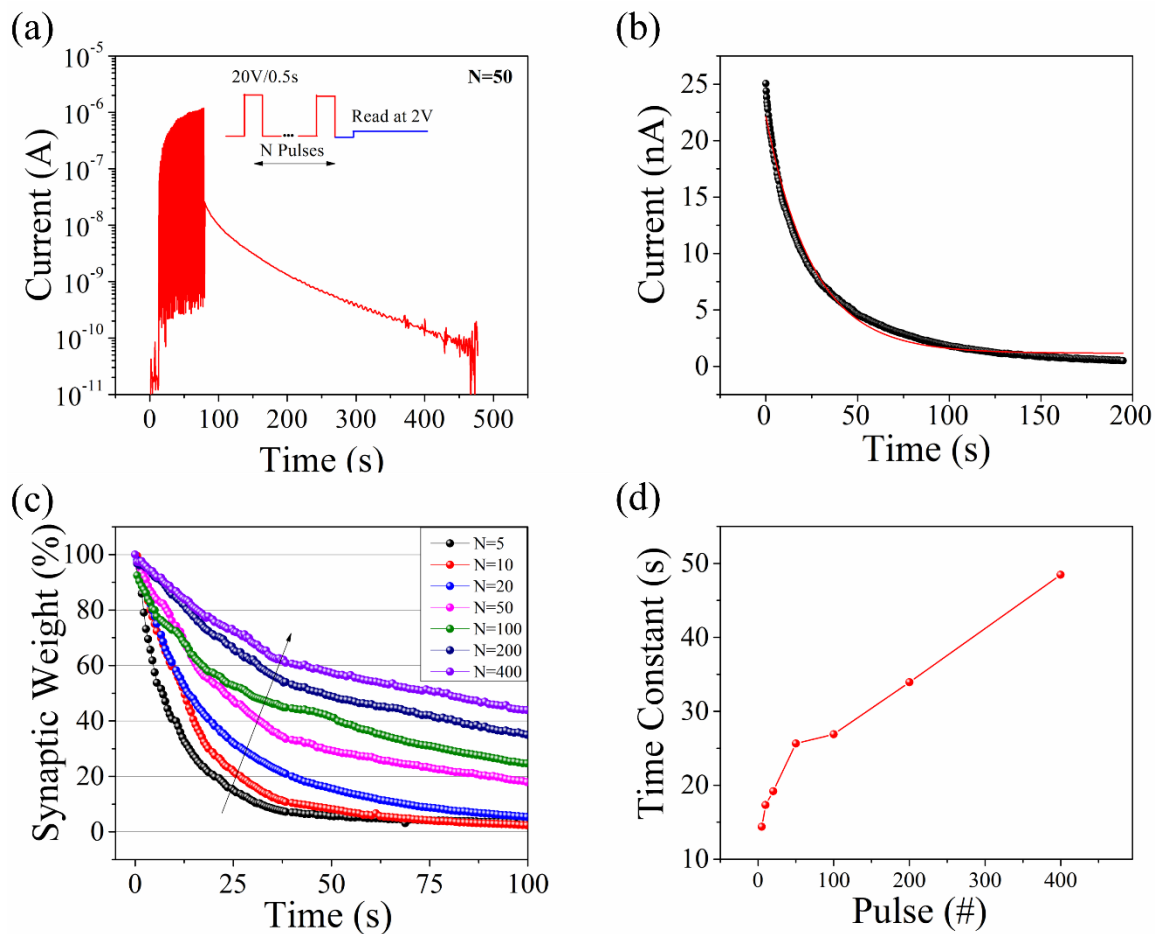 (a)
Current (A)
10⁻⁵
10⁻⁶
10⁻⁷
10⁻⁸
10⁻⁹
10⁻¹⁰
10⁻¹¹
20V/0.5s
N=50
Read at 2V
N Pulses
0 100 200 300 400 500
Time (s)
(b)
Current (nA)
25
20
15
10
5
0
0 50 100 150 200
Time (s)
(c)
Synaptic Weight (%)
100
80
60
40
20
0
N=5
N=10
N=20
N=50
N=100
N=200
N=400
0 25 50 75 100
Time (s)
(d)
Time Constant (s)
50
40
30
20
10
0 100 200 300 400
Pulse (#)